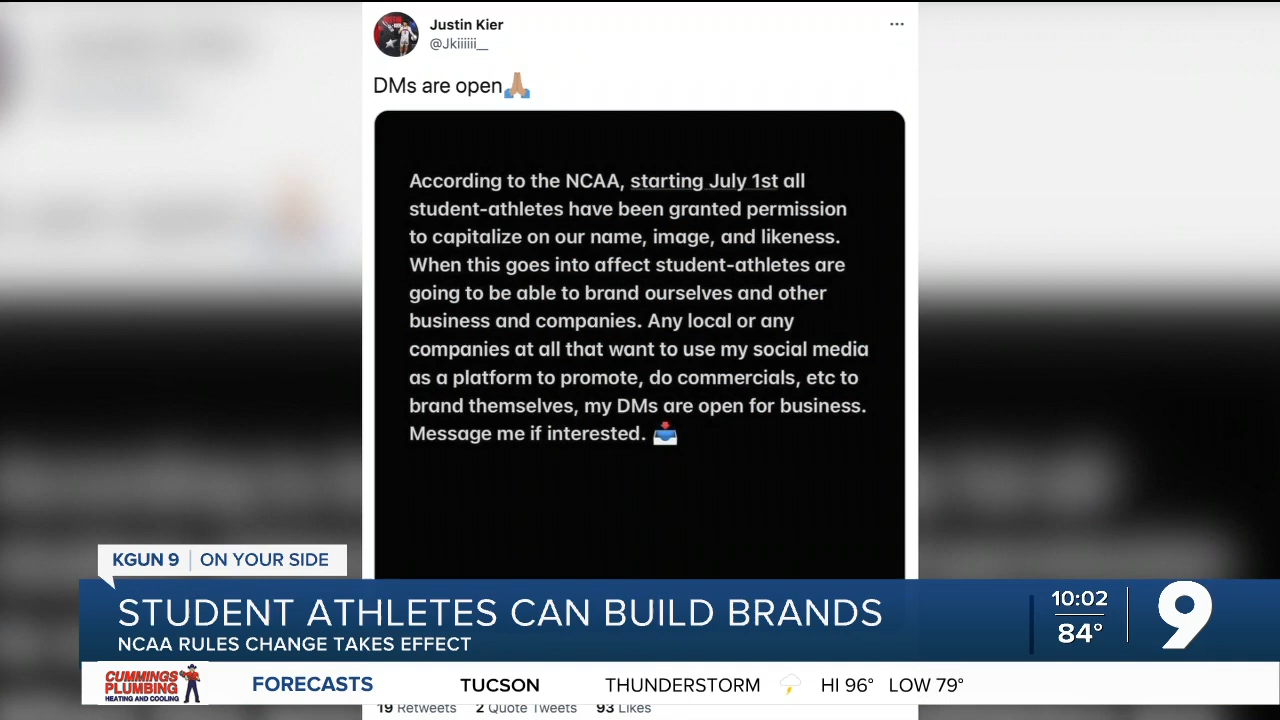 Justin Kier
@Jkiiiiii__
DMs are open🙏🏽
According to the NCAA, starting July 1st all
student-athletes have been granted permission
to capitalize on our name, image, and likeness.
When this goes into affect student-athletes are
going to be able to brand ourselves and other
business and companies. Any local or any
companies at all that want to use my social media
as a platform to promote, do commercials, etc to
brand themselves, my DMs are open for business.
Message me if interested. 📥
KGUN 9 | ON YOUR SIDE
STUDENT ATHLETES CAN BUILD BRANDS
NCAA RULES CHANGE TAKES EFFECT
10:02
84°
9
CUMMINGS
PLUMBING
HEATING AND COOLING
FORECASTS TUCSON THUNDERSTORM HI 96° LOW 79°
19 Retweets 2 Quote Tweets 93 Likes